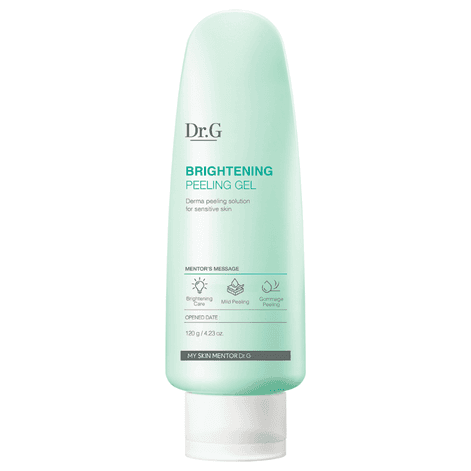 Dr.G
BRIGHTENING
PEELING GEL
Derma peeling solution
for sensitive skin
MENTOR'S MESSAGE
Brightening
Care
Mild Peeling
Gommage
Peeling
OPENED DATE
120 g / 4.23 oz.
MY SKIN MENTOR Dr.G